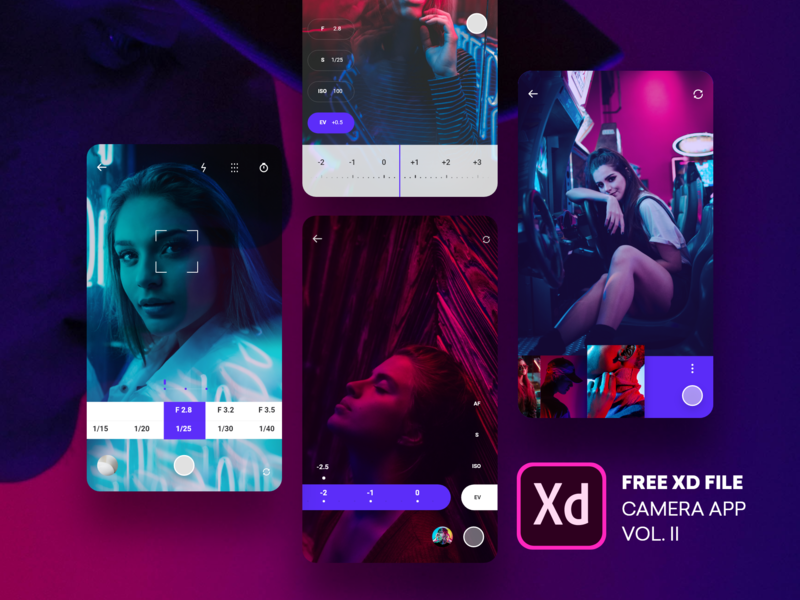 F 2.8
S 1/25
ISO 100
EV +0.5
-2 -1 0 +1 +2 +3
F 2.8 F 3.2 F 3.5
1/15 1/20 1/25 1/30 1/40
AF
S
ISO
-2.5
-2 -1 0
EV
Xd
FREE XD FILE
CAMERA APP
VOL. II